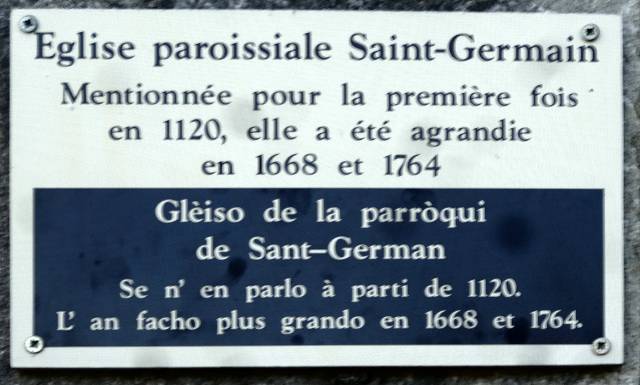 Eglise paroissiale Saint-Germain
Mentionnée pour la première fois
en 1120, elle a été agrandie
en 1668 et 1764
Glèiso de la parròqui
de Sant–German
Se n' en parlo à parti de 1120.
L' an facho plus grando en 1668 et 1764.